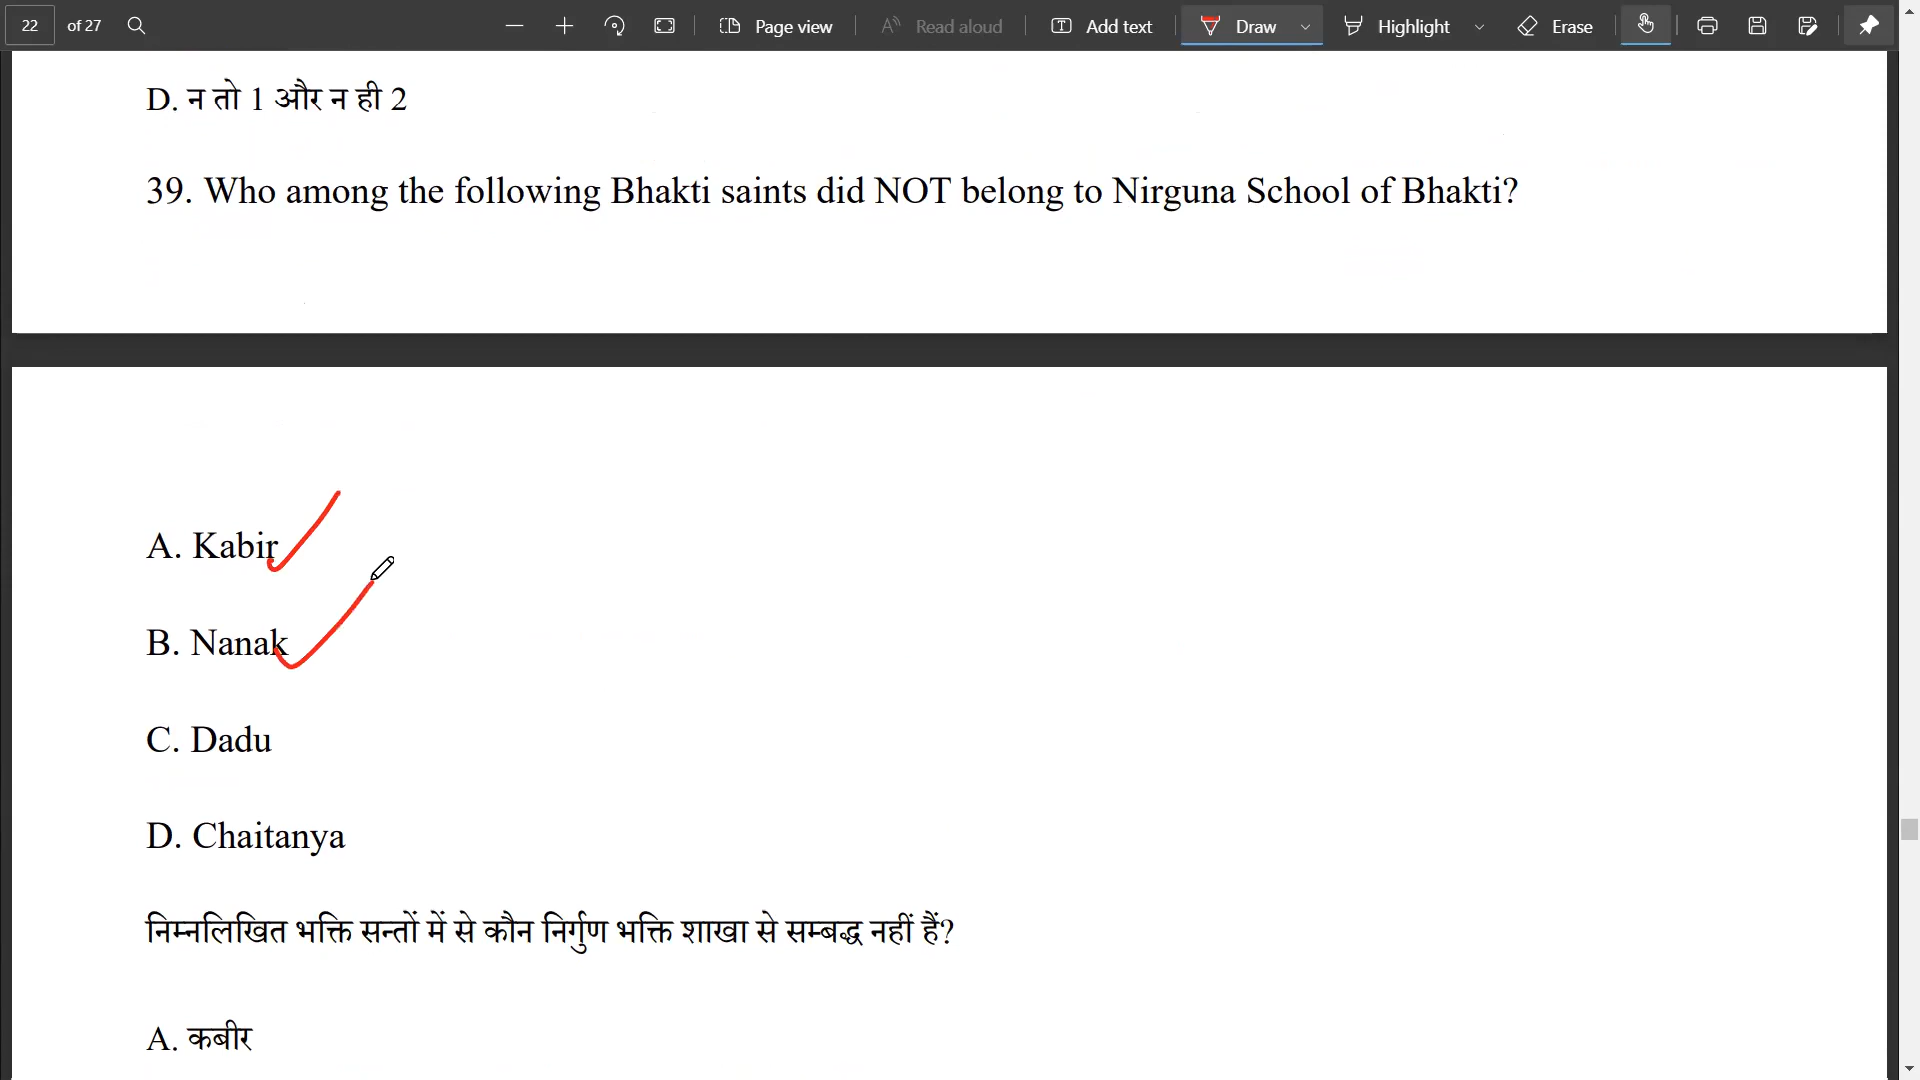 22 of 27 Page view Read aloud Add text Draw Highlight Erase
D. न तो 1 और न ही 2
39. Who among the following Bhakti saints did NOT belong to Nirguna School of Bhakti?
A. Kabir
B. Nanak
C. Dadu
D. Chaitanya
निम्नलिखित भक्ति सन्तों में से कौन निर्गुण भक्ति शाखा से सम्बद्ध नहीं हैं?
A. कबीर